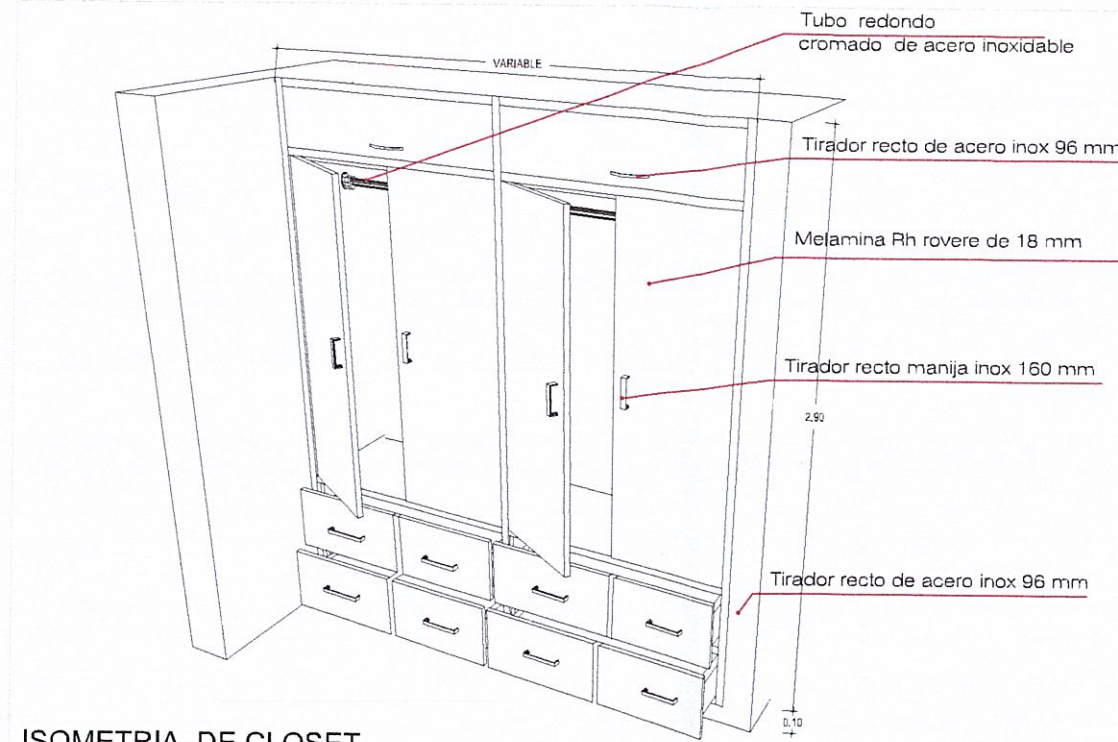 Tubo redondo
cromado de acero inoxidable
VARIABLE
Tirador recto de acero inox 96 mm
Melamina Rh rovere de 18 mm
Tirador recto manija inox 160 mm
2.90
Tirador recto de acero inox 96 mm
0.10
ISOMETRIA DE CLOSET